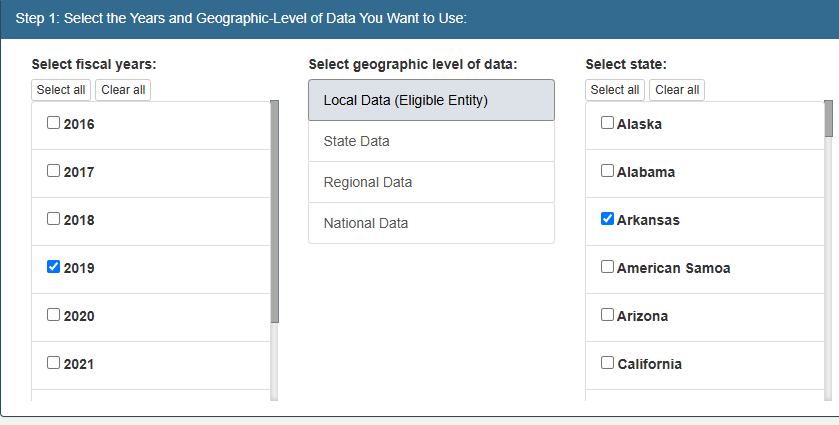 Step 1: Select the Years and Geographic-Level of Data You Want to Use:
Select fiscal years:
Select all Clear all
2016
2017
2018
2019
2020
2021
Select geographic level of data:
Local Data (Eligible Entity)
State Data
Regional Data
National Data
Select state:
Select all Clear all
Alaska
Alabama
Arkansas
American Samoa
Arizona
California